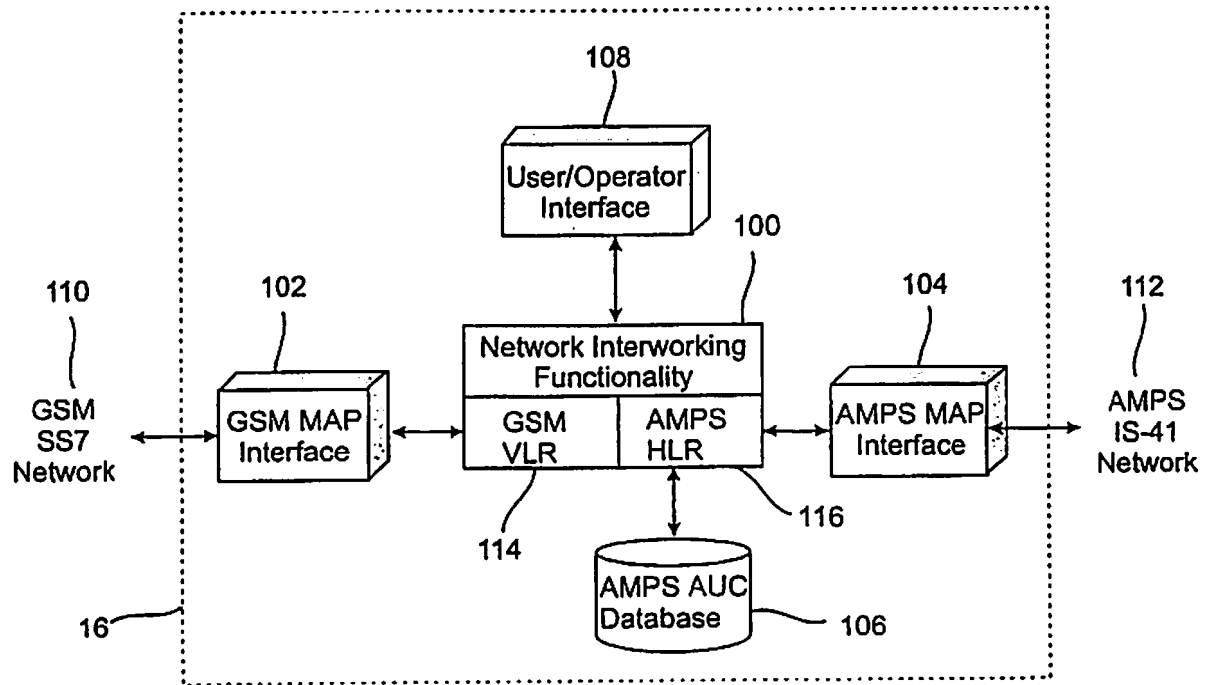 108
User/Operator
Interface
100
110
102
104
112
Network Interworking
Functionality
GSM
SS7
Network
GSM MAP
Interface
GSM
VLR
AMPS
HLR
AMPS MAP
Interface
AMPS
IS-41
Network
114
116
AMPS AUC
Database
16
106